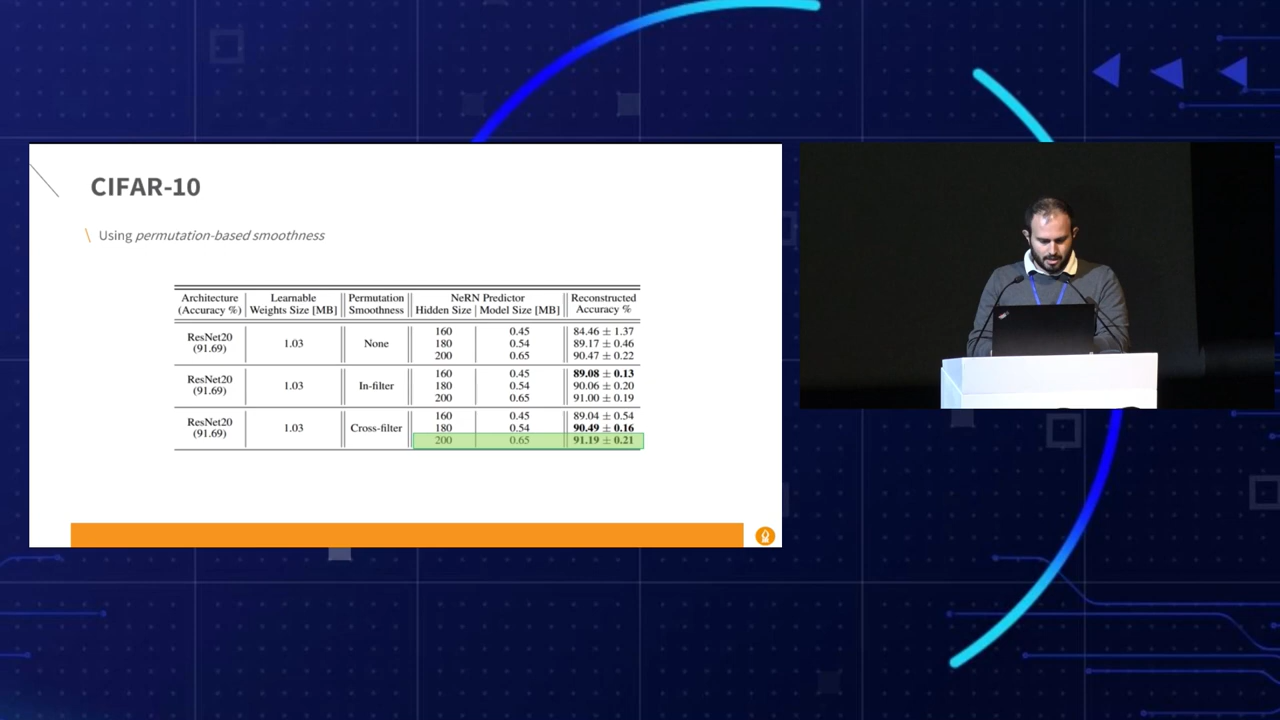 CIFAR-10
\ Using permutation-based smoothness
Architecture (Accuracy %) | Learnable Weights Size [MB] | Permutation Smoothness | NeRN Predictor Hidden Size | Model Size [MB] | Reconstructed Accuracy %
ResNet20 (91.69) | 1.03 | None | 160 | 0.45 | 84.46 ± 1.37
180 | 0.54 | 89.17 ± 0.46
200 | 0.65 | 90.47 ± 0.22
ResNet20 (91.69) | 1.03 | In-filter | 160 | 0.45 | 89.08 ± 0.13
180 | 0.54 | 90.06 ± 0.20
200 | 0.65 | 91.00 ± 0.19
ResNet20 (91.69) | 1.03 | Cross-filter | 160 | 0.45 | 89.04 ± 0.54
180 | 0.54 | 90.49 ± 0.16
200 | 0.65 | 91.19 ± 0.21